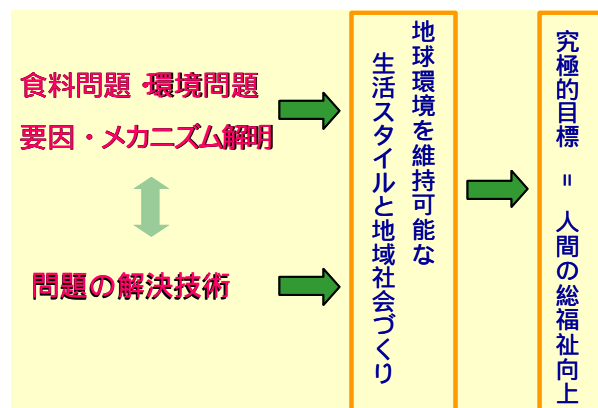 食料問題・環境問題
要因・メカニズム解明
問題の解決技術
地球環境を維持可能な
生活スタイルと地域社会づくり
究極的目標 = 人間の総福祉向上